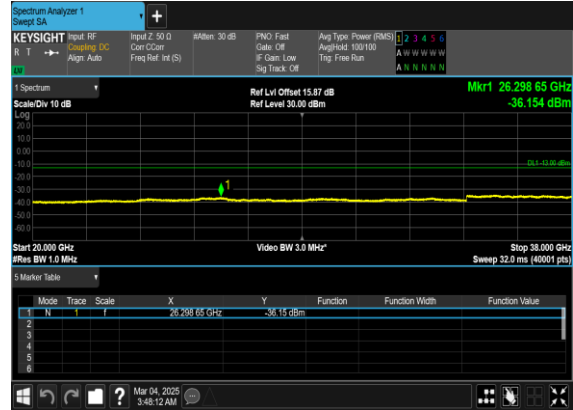 Spectrum Analyzer 1
Swept SA
+
KEYSIGHT
R T
LM
Input: RF
Coupling: DC
Align: Auto
Input Z: 50 Ω
Corr CCorr
Freq Ref: Int (S)
#Atten: 30 dB
PNO: Fast
Gate: Off
IF Gain: Low
Sig Track: Off
Avg Type: Power (RMS)
Avg|Hold: 100/100
Trig: Free Run
1 2 3 4 5 6
A W W W W W
A N N N N N
1 Spectrum
Scale/Div 10 dB
Ref Lvl Offset 15.87 dB
Ref Level 30.00 dBm
Mkr1 26.298 65 GHz
-36.154 dBm
Log
20.0
10.0
0.00
-10.0
-20.0
-30.0
-40.0
-50.0
-60.0
1
DL1 -13.00 dBm
Start 20.000 GHz
#Res BW 1.0 MHz
Video BW 3.0 MHz*
Stop 38.000 GHz
Sweep 32.0 ms (40001 pts)
5 Marker Table
Mode Trace Scale X Y Function Function Width Function Value
1 N 1 f 26.298 65 GHz -36.15 dBm
2
3
4
5
6
?
Mar 04, 2025
3:48:12 AM